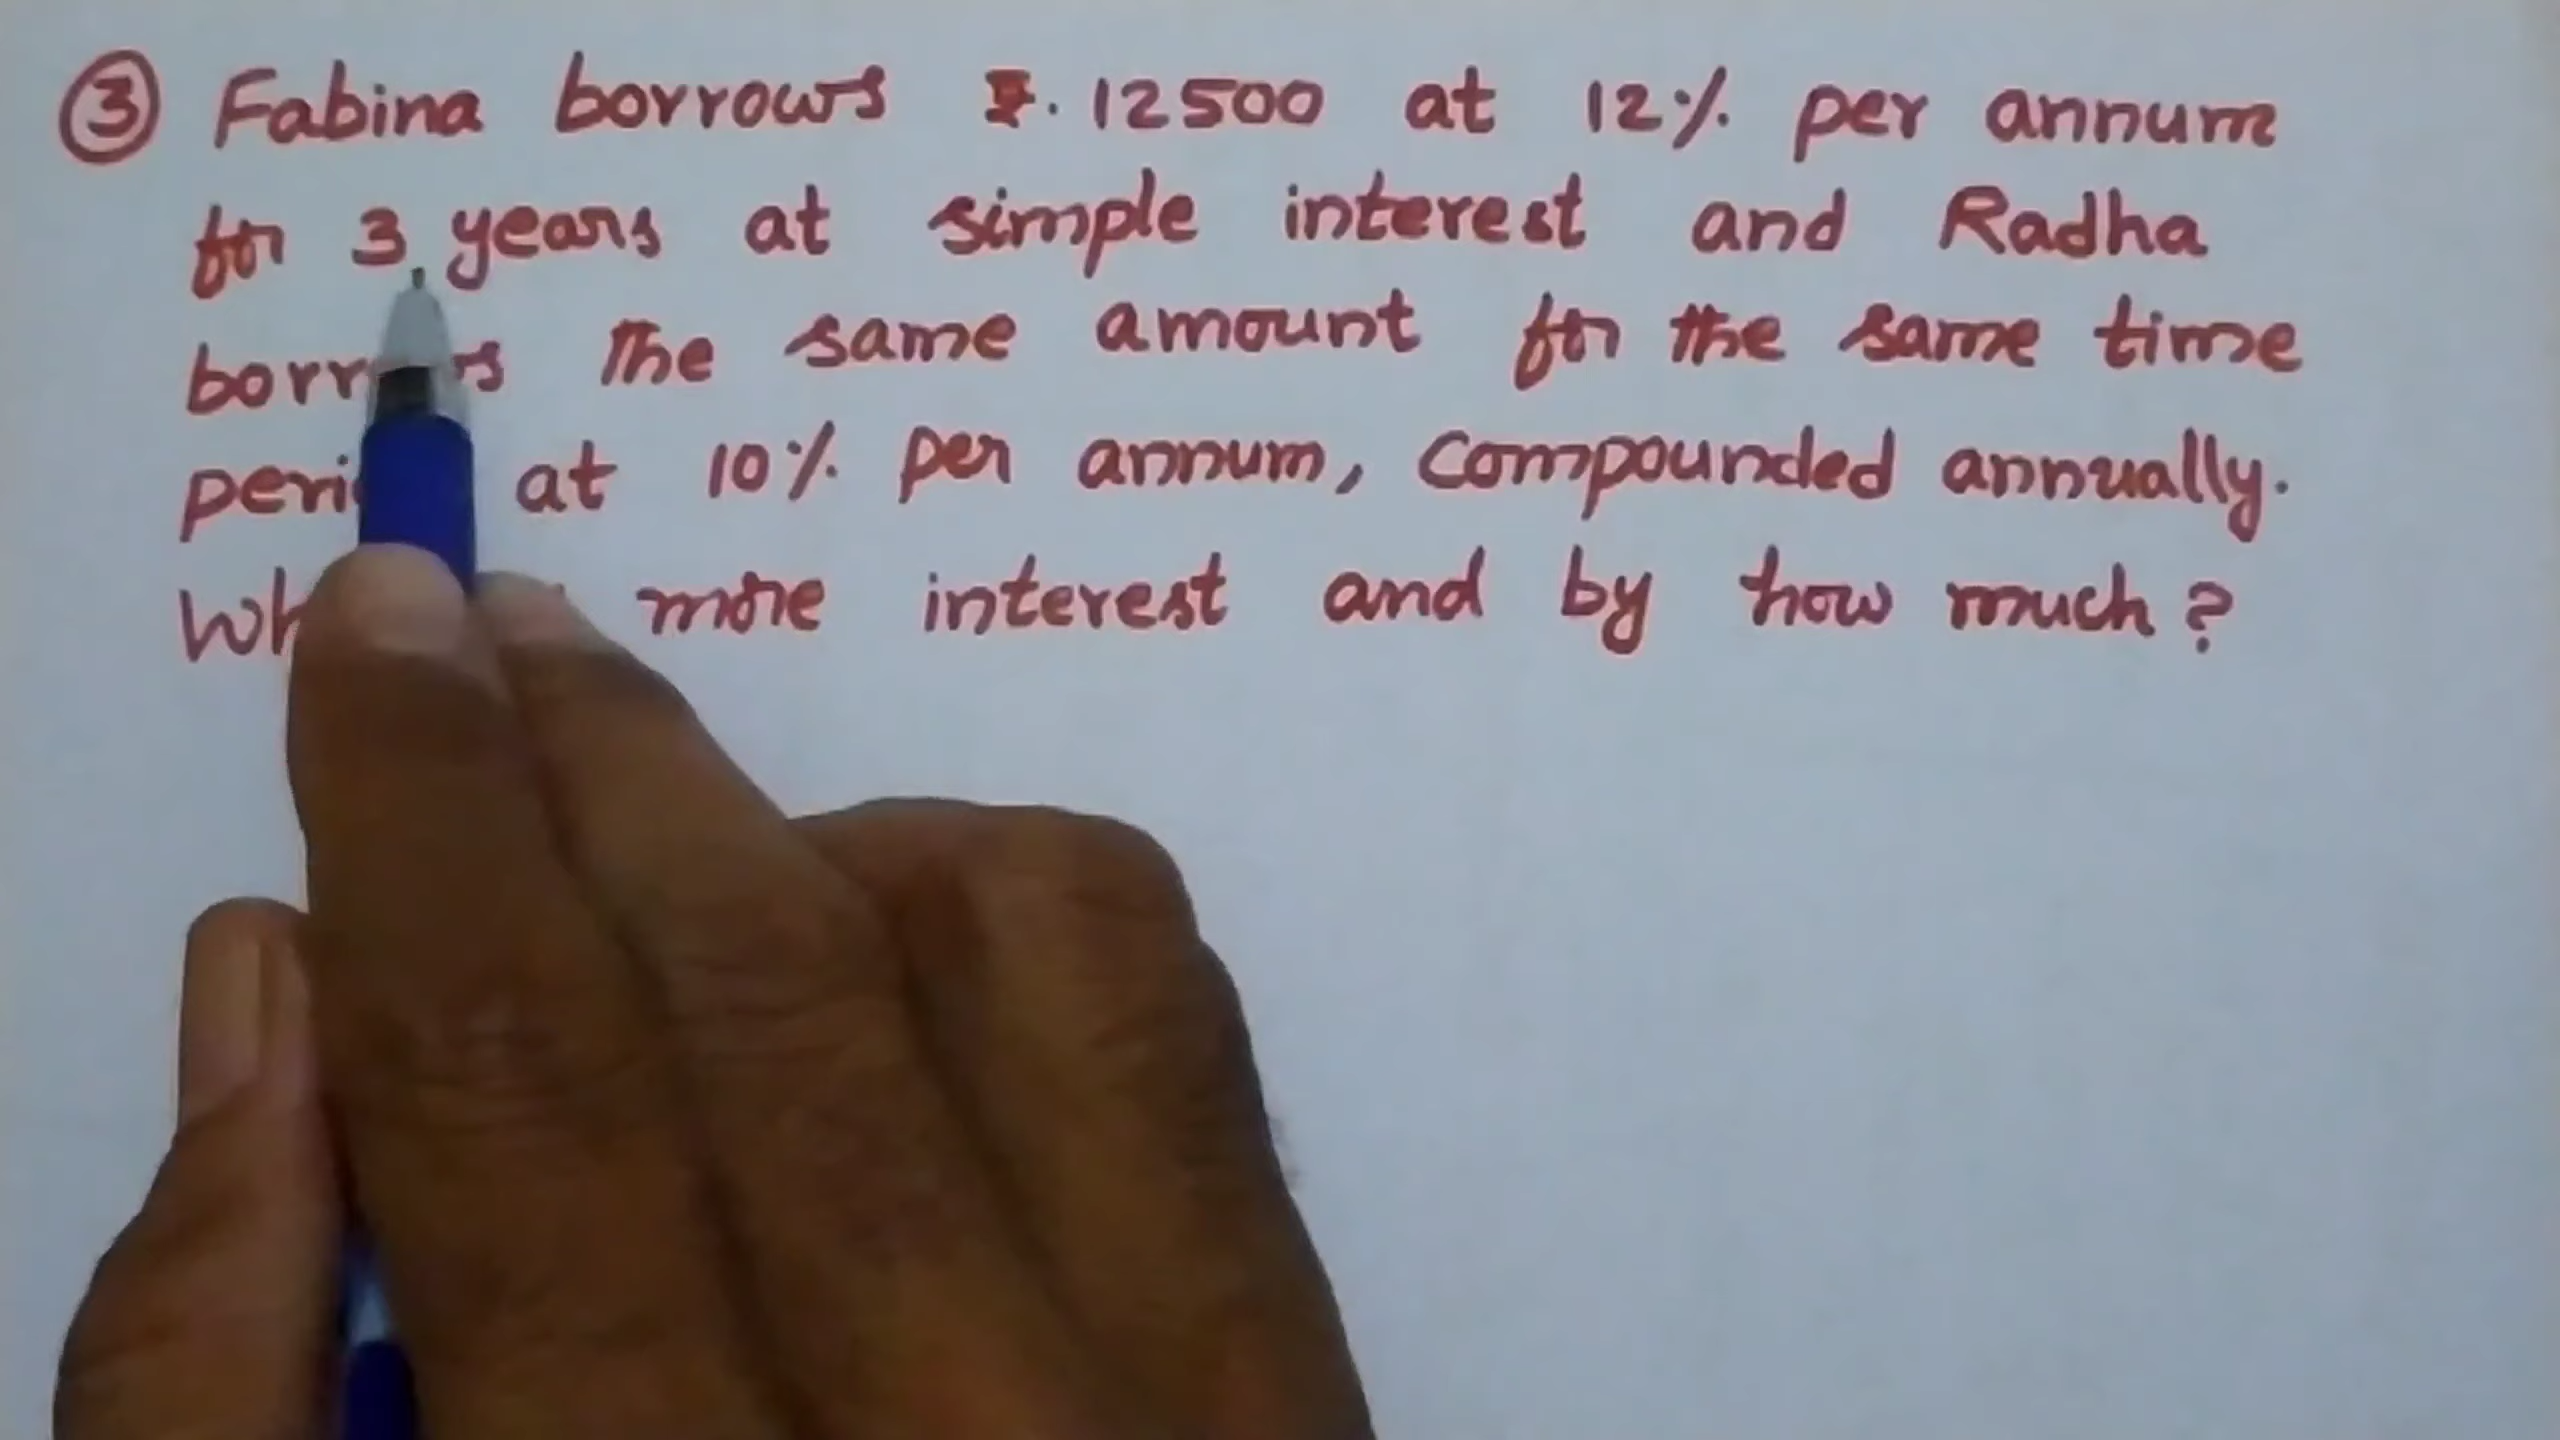 ③ Fabina borrows ₹. 12500 at 12% per annum
for 3 years at simple interest and Radha
the same amount for the same time
at 10% per annum, compounded annually.
more interest and by how much?